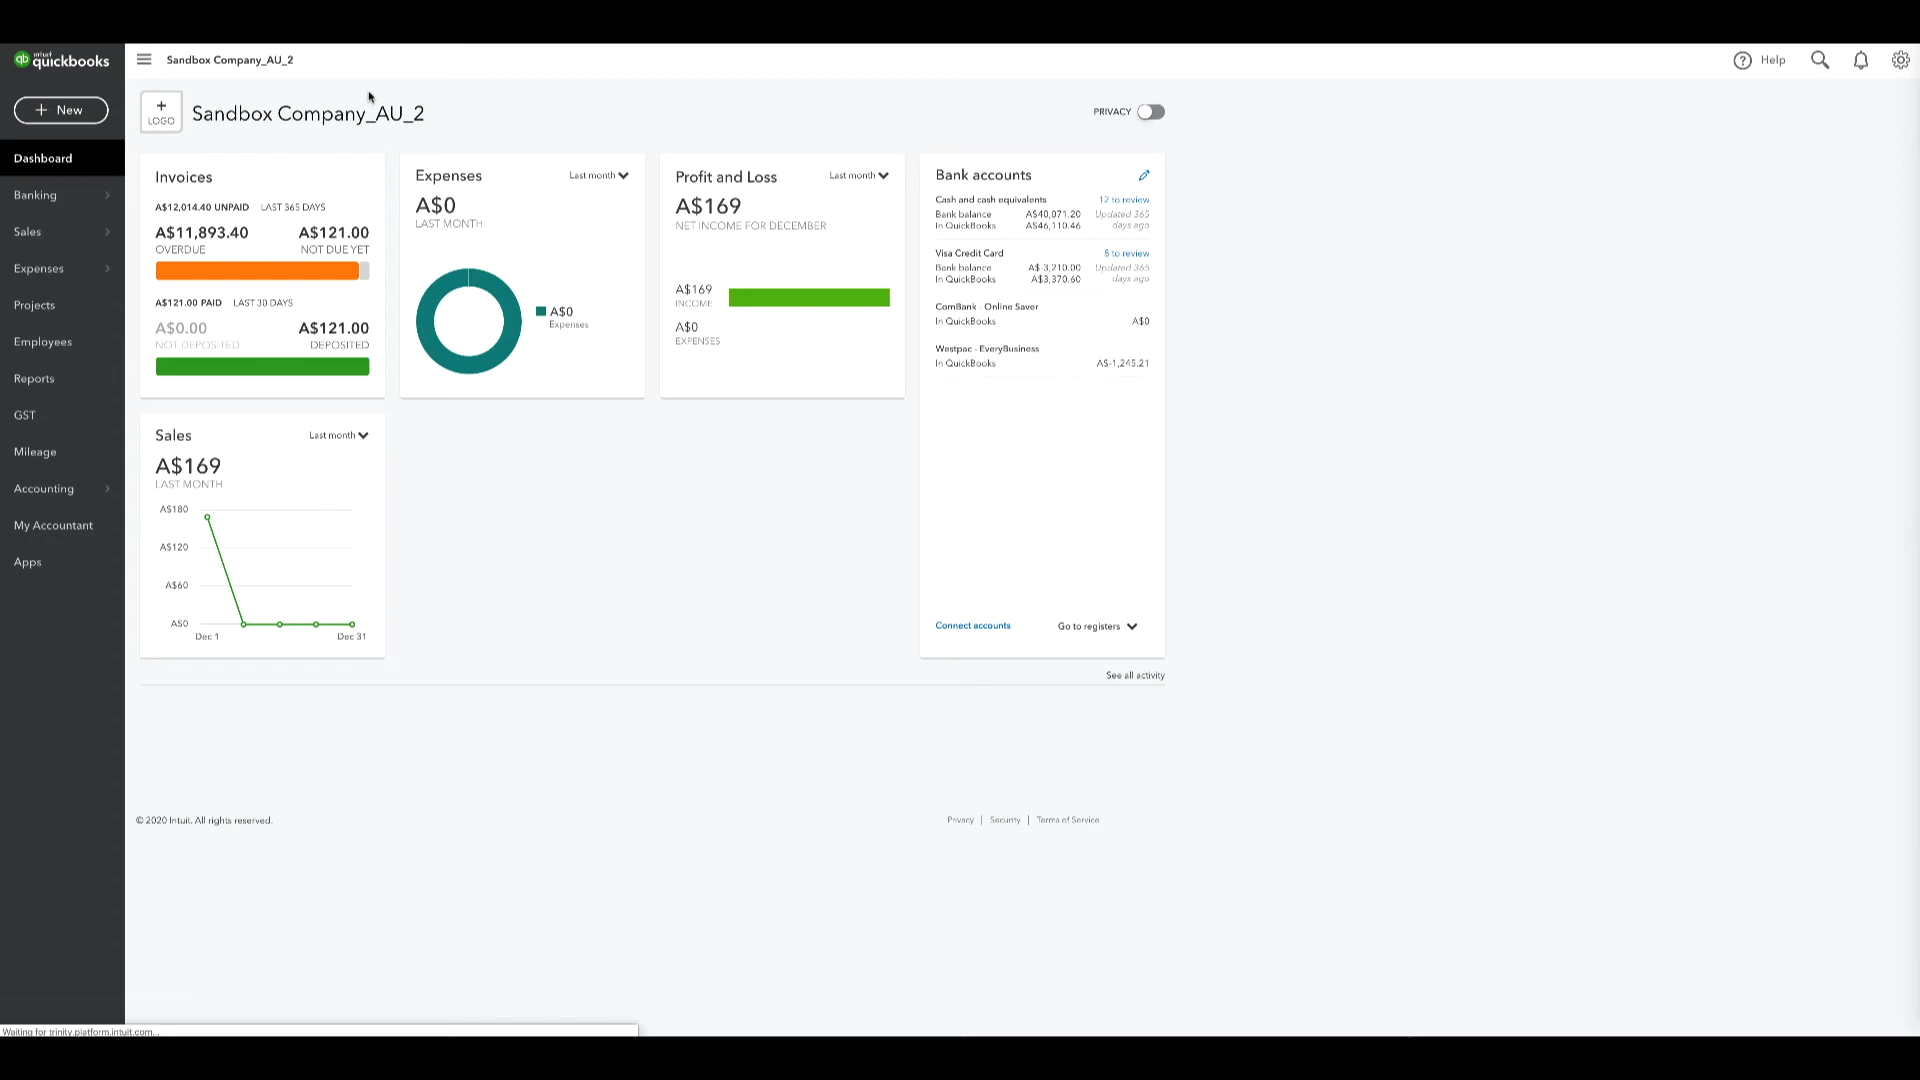 intuit
quickbooks
Sandbox Company_AU_2
Help
+ New
Dashboard
Banking
Sales
Expenses
Projects
Employees
Reports
GST
Mileage
Accounting
My Accountant
Apps
+
LOGO
Sandbox Company_AU_2
PRIVACY
Invoices
A$12,014.40 UNPAID LAST 365 DAYS
A$11,893.40 A$121.00
OVERDUE NOT DUE YET
A$121.00 PAID LAST 30 DAYS
A$0.00 A$121.00
NOT DEPOSITED DEPOSITED
Expenses Last month
A$0
LAST MONTH
A$0
Expenses
Profit and Loss Last month
A$169
NET INCOME FOR DECEMBER
A$169
INCOME
A$0
EXPENSES
Bank accounts
Cash and cash equivalents 12 to review
Bank balance A$40,071.20 Updated 365
In QuickBooks A$46,110.46 days ago
Visa Credit Card 8 to review
Bank balance A$-3,210.00 Updated 365
In QuickBooks A$3,370.60 days ago
ComBank - Online Saver
In QuickBooks A$0
Westpac - EveryBusiness
In QuickBooks A$-1,245.21
Connect accounts Go to registers
Sales Last month
A$169
LAST MONTH
A$180
A$120
A$60
A$0
Dec 1 Dec 31
See all activity
© 2020 Intuit. All rights reserved.
Privacy | Security | Terms of Service
Waiting for trinity.platform.intuit.com...